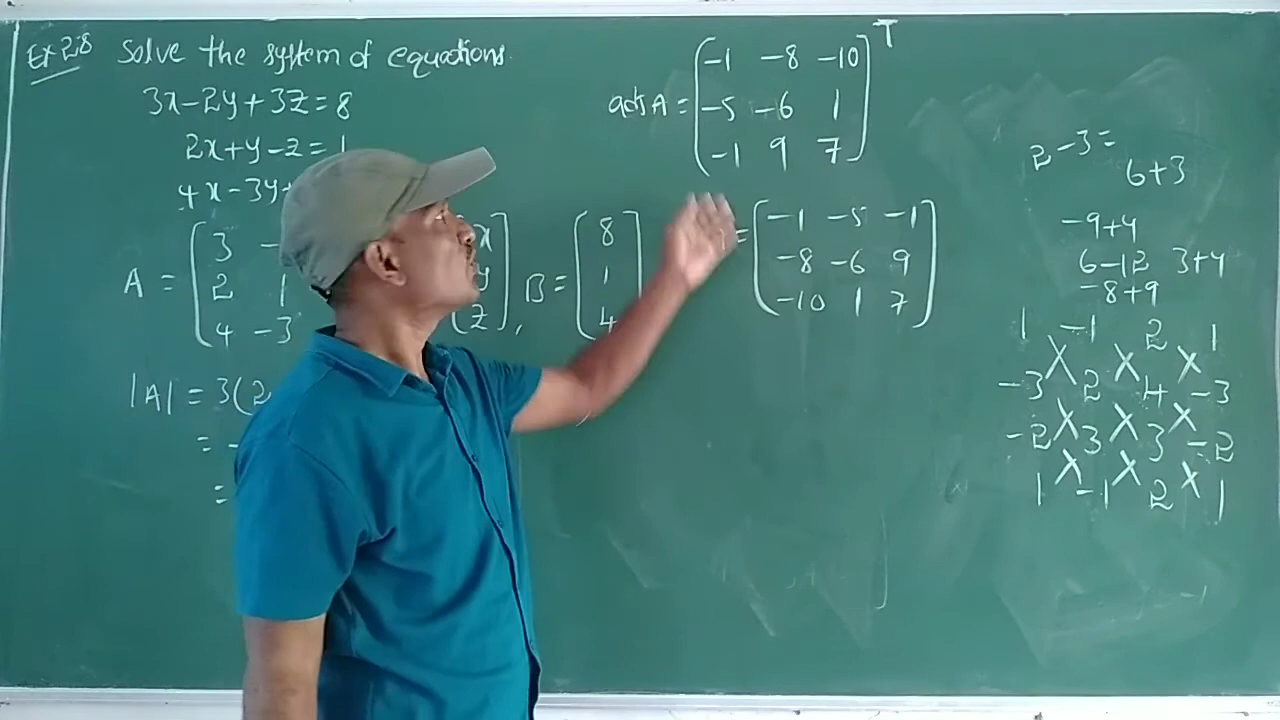 Ex 2.8 Solve the system of equations.
3x-2y+3z=8
2x+y-z=1
4x-3y+
A = [3 -
2 1
4 -3
x]
y
z] , B = [8
1
4
|A| = 3(2
= -
=
adj A = [-1 -8 -10]T
-5 -6 1
-1 9 7
= [-1 -5 -1]
-8 -6 9
-10 1 7
2-3=
6+3
-9+4
6-12 3+4
-8+9
1 -1 2 1
-3 2 4 -3
-2 3 3 -2
1 -1 2 1